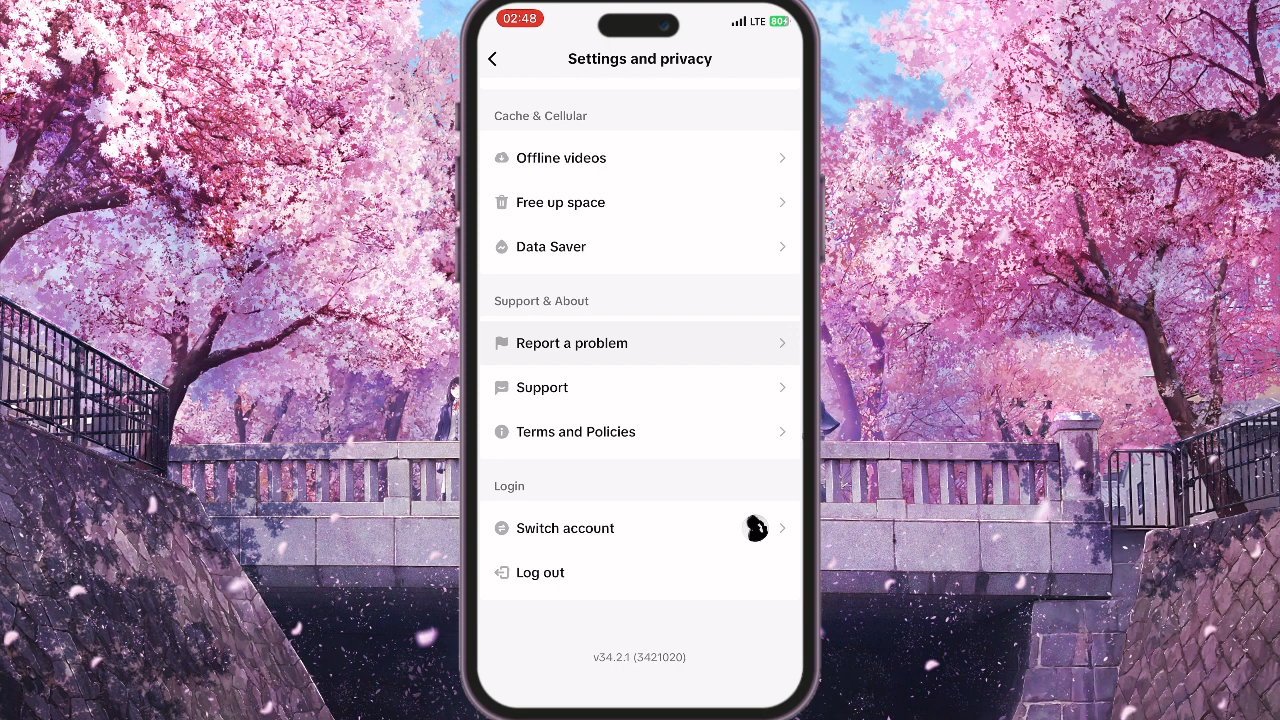 02:48
LTE 80
Settings and privacy
Cache & Cellular
Offline videos
Free up space
Data Saver
Support & About
Report a problem
Support
Terms and Policies
Login
Switch account
Log out
v34.2.1 (3421020)